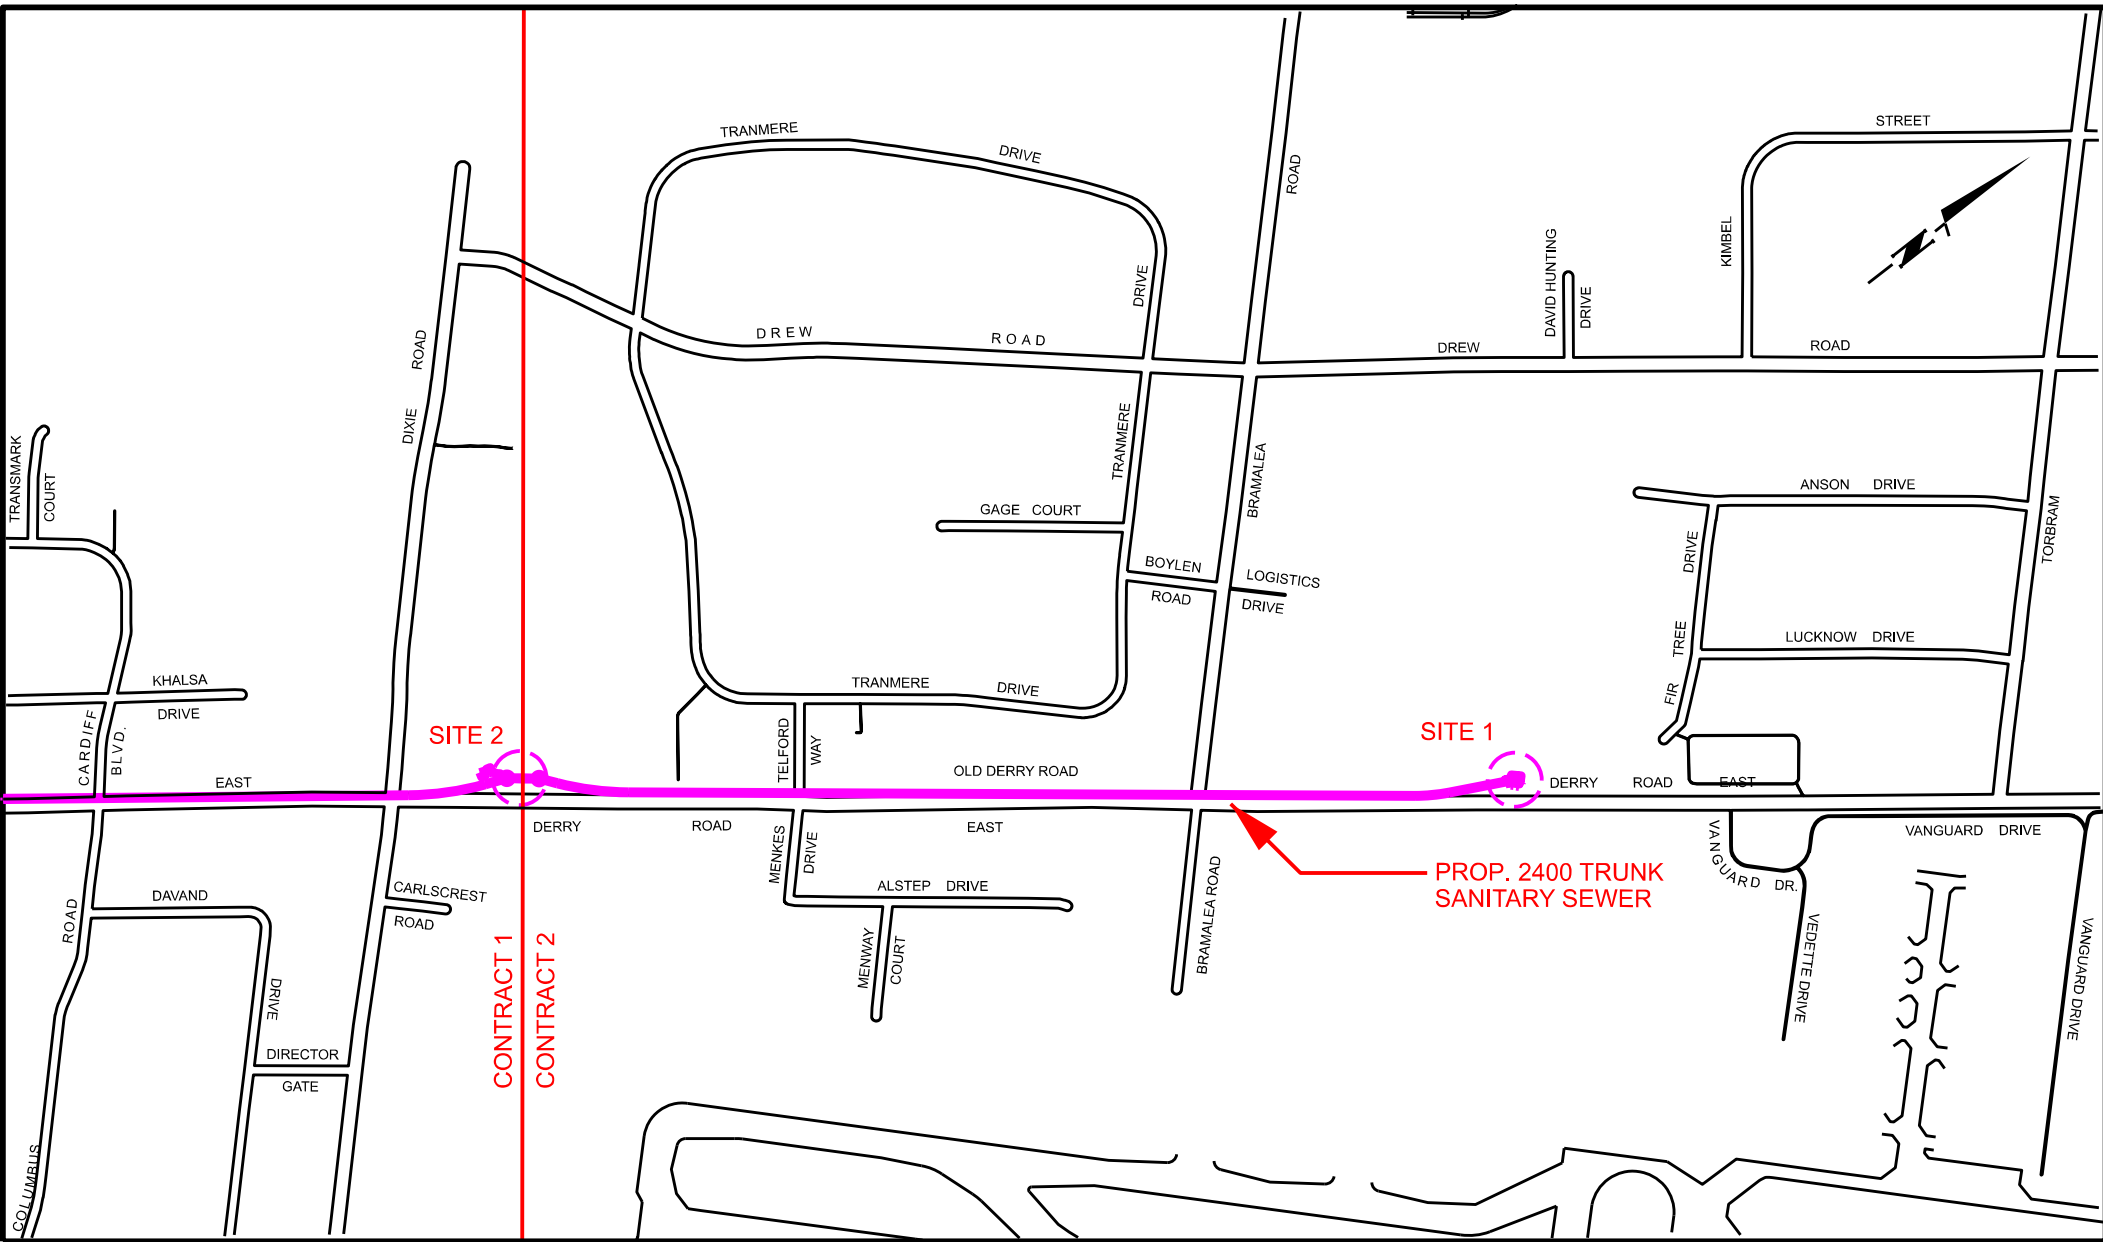 STREET
TRANMERE
DRIVE
ROAD
KIMBEL
DAVID HUNTING
DRIVE
N
DRIVE
DREW
ROAD
DREW
ROAD
ROAD
DIXIE
TRANSMARK
COURT
TRANMERE
BRAMALEA
GAGE COURT
ANSON DRIVE
TORBRAM
DRIVE
BOYLEN
ROAD
LOGISTICS
DRIVE
TREE
FIR
LUCKNOW DRIVE
KHALSA
DRIVE
TRANMERE
DRIVE
CARDIFF
BLVD.
SITE 2
TELFORD
WAY
SITE 1
OLD DERRY ROAD
EAST
DERRY ROAD EAST
DERRY ROAD EAST
MENKES
DRIVE
VANGUARD DR.
VANGUARD DRIVE
PROP. 2400 TRUNK
SANITARY SEWER
DAVAND
DRIVE
CARLSCREST
ROAD
ALSTEP DRIVE
BRAMALEA ROAD
ROAD
MENWAY
COURT
VEDETTE DRIVE
VANGUARD DRIVE
CONTRACT 1
CONTRACT 2
DIRECTOR
GATE
COLUMBUS